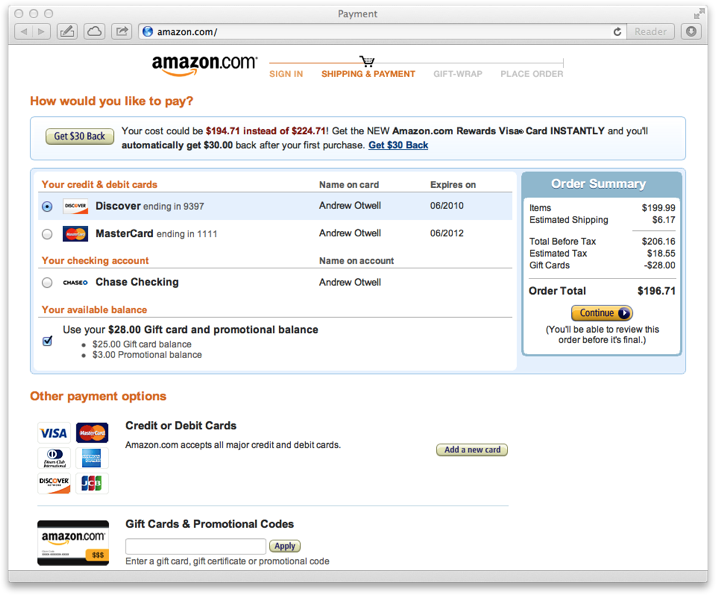 Payment
amazon.com/
Reader
amazon.com
SIGN IN
SHIPPING & PAYMENT
GIFT-WRAP
PLACE ORDER
How would you like to pay?
Get $30 Back
Your cost could be $194.71 instead of $224.71! Get the NEW Amazon.com Rewards Visa Card INSTANTLY and you'll
automatically get $30.00 back after your first purchase. Get $30 Back
Your credit & debit cards Name on card Expires on
DISCOVER Discover ending in 9397 Andrew Otwell 06/2010
MasterCard MasterCard ending in 1111 Andrew Otwell 06/2012
Your checking account Name on account
CHASE Chase Checking Andrew Otwell
Your available balance
Use your $28.00 Gift card and promotional balance
$25.00 Gift card balance
$3.00 Promotional balance
Order Summary
Items $199.99
Estimated Shipping $6.17
Total Before Tax $206.16
Estimated Tax $18.55
Gift Cards -$28.00
Order Total $196.71
Continue
(You'll be able to review this
order before it's final.)
Other payment options
VISA MasterCard
Diners Club
International
AMERICAN
EXPRESS
DISCOVER
JCB
Credit or Debit Cards
Amazon.com accepts all major credit and debit cards.
Add a new card
amazon.com
$$$
Gift Cards & Promotional Codes
Apply
Enter a gift card, gift certificate or promotional code